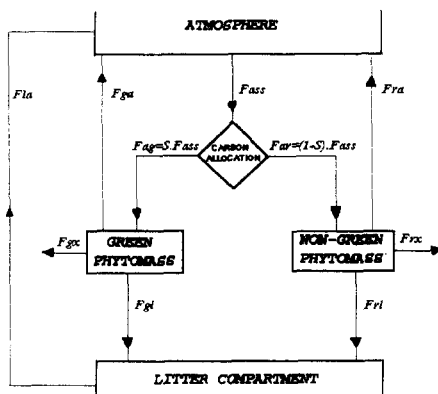 ATMOSPHERE
Fla
Fga
Fass
Fra
Fag=S.Fass
CARBON
ALLOCATION
Far=(1-S).Fass
Fgx
GREEN
PHYTOMASS
NON-GREEN
PHYTOMASS
Frx
Fgl
Frl
LITTER COMPARTMENT